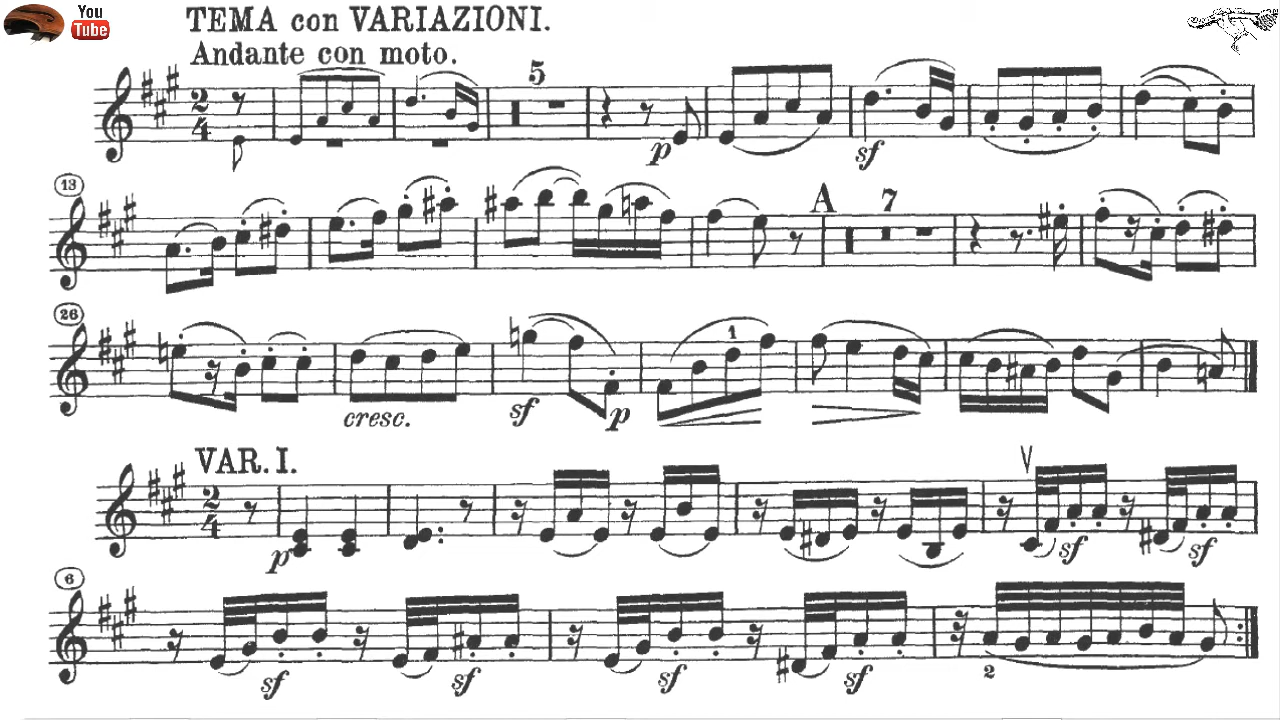 You
Tube
TEMA con VARIAZIONI.
Andante con moto.
5
2
4
p
sf
13
A
7
26
1
cresc.
sf
p
VAR. I.
2
4
p
sf
sf
6
sf
sf
sf
sf
2